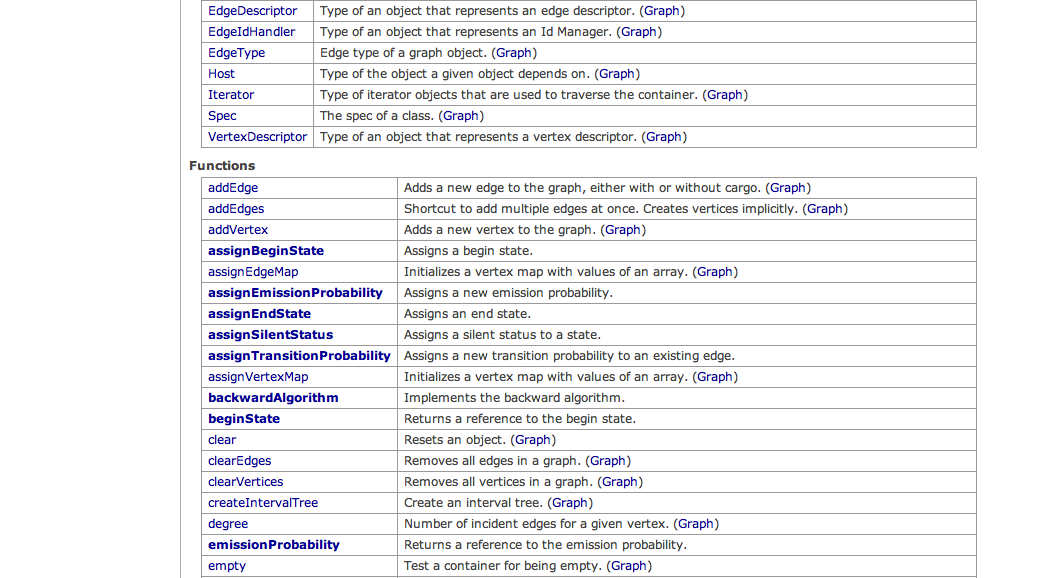 EdgeDescriptor Type of an object that represents an edge descriptor. (Graph)
EdgeIdHandler Type of an object that represents an Id Manager. (Graph)
EdgeType Edge type of a graph object. (Graph)
Host Type of the object a given object depends on. (Graph)
Iterator Type of iterator objects that are used to traverse the container. (Graph)
Spec The spec of a class. (Graph)
VertexDescriptor Type of an object that represents a vertex descriptor. (Graph)
Functions
addEdge Adds a new edge to the graph, either with or without cargo. (Graph)
addEdges Shortcut to add multiple edges at once. Creates vertices implicitly. (Graph)
addVertex Adds a new vertex to the graph. (Graph)
assignBeginState Assigns a begin state.
assignEdgeMap Initializes a vertex map with values of an array. (Graph)
assignEmissionProbability Assigns a new emission probability.
assignEndState Assigns an end state.
assignSilentStatus Assigns a silent status to a state.
assignTransitionProbability Assigns a new transition probability to an existing edge.
assignVertexMap Initializes a vertex map with values of an array. (Graph)
backwardAlgorithm Implements the backward algorithm.
beginState Returns a reference to the begin state.
clear Resets an object. (Graph)
clearEdges Removes all edges in a graph. (Graph)
clearVertices Removes all vertices in a graph. (Graph)
createIntervalTree Create an interval tree. (Graph)
degree Number of incident edges for a given vertex. (Graph)
emissionProbability Returns a reference to the emission probability.
empty Test a container for being empty. (Graph)